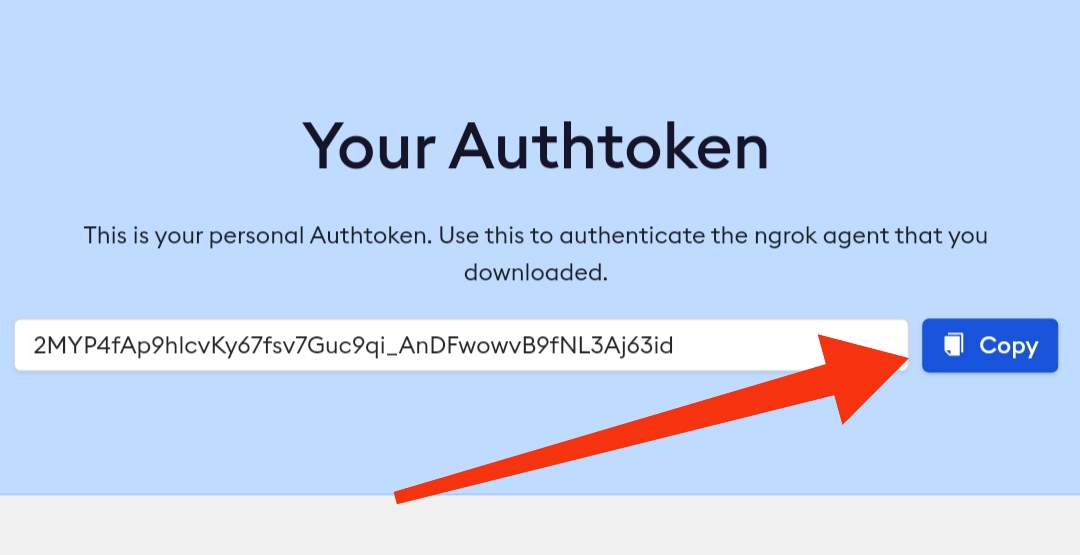 Your Authtoken
This is your personal Authtoken. Use this to authenticate the ngrok agent that you
downloaded.
2MYP4fAp9hlcvKy67fsv7Guc9qi_AnDFwowvB9fNL3Aj63id
Copy